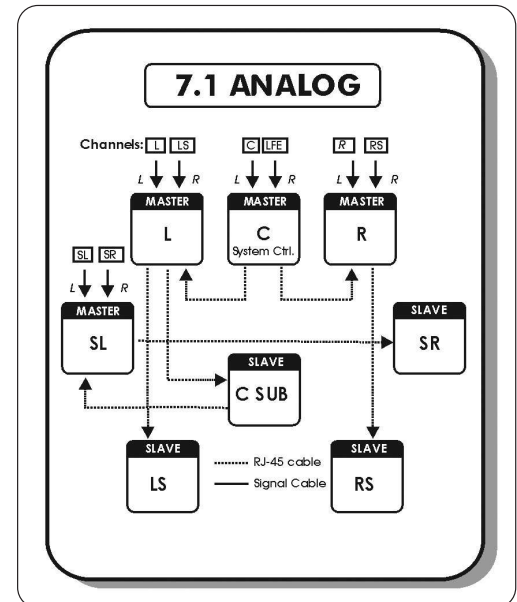 7.1 ANALOG
Channels: L LS C LFE R RS
L R L R L R
MASTER MASTER MASTER
L C R
System Ctrl.
SL SR
L R
MASTER
SL
SLAVE
SR
SLAVE
C SUB
SLAVE
LS
RJ-45 cable
Signal Cable
SLAVE
RS